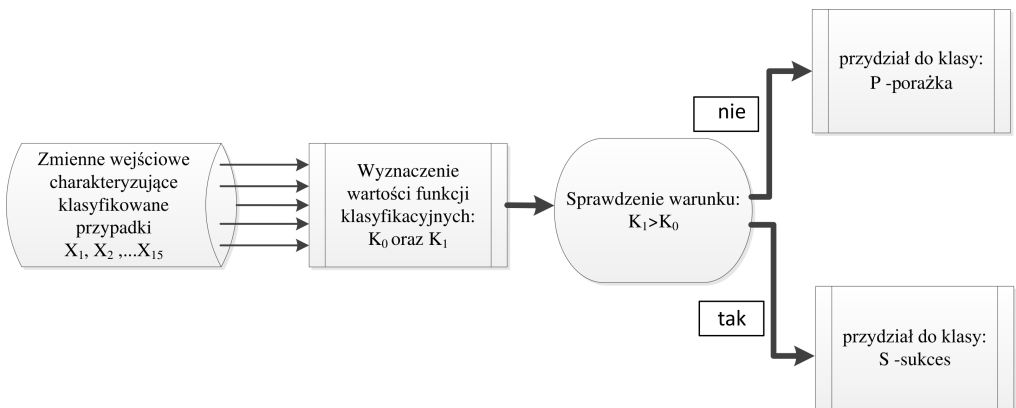 Zmienne wejściowe
charakteryzujące
klasyfikowane
przypadki
X₁, X₂ ,...X₁₅
Wyznaczenie
wartości funkcji
klasyfikacyjnych:
K₀ oraz K₁
Sprawdzenie warunku:
K₁>K₀
nie
przydział do klasy:
P -porażka
tak
przydział do klasy:
S -sukces